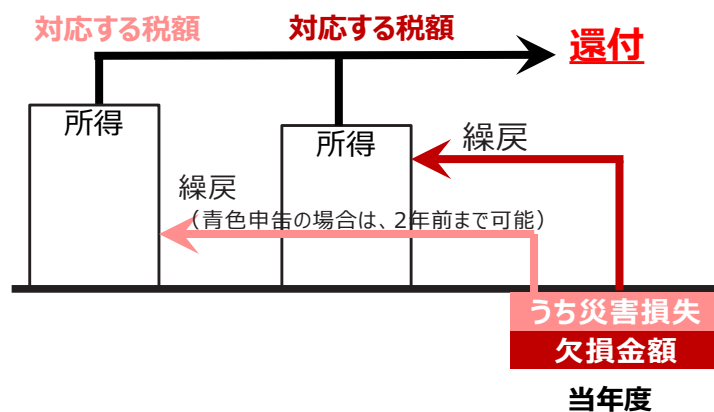 対応する税額
対応する税額
還付
所得
所得
繰戻
繰戻
（青色申告の場合は、2年前まで可能）
うち災害損失
欠損金額
当年度